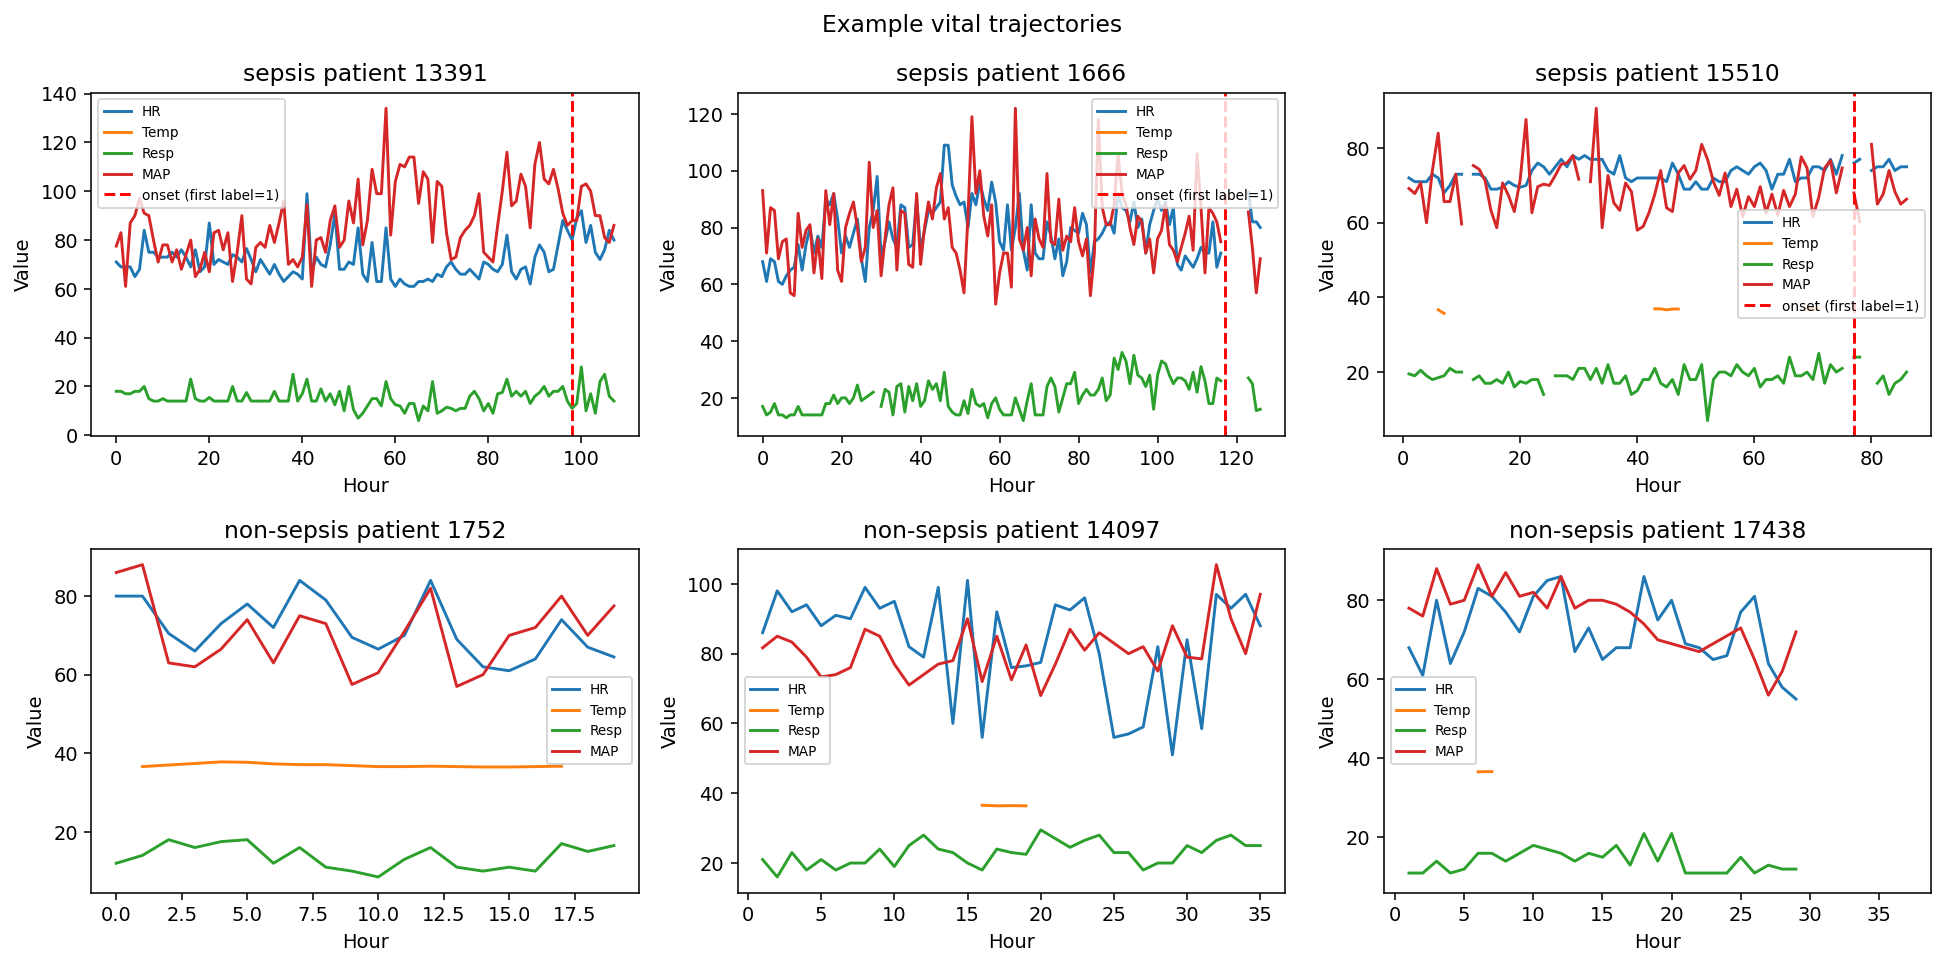 Example vital trajectories
sepsis patient 13391
Value
140
120
100
80
60
40
20
0
HR
Temp
Resp
MAP
onset (first label=1)
0 20 40 60 80 100
Hour
sepsis patient 1666
Value
120
100
80
60
40
20
HR
Temp
Resp
MAP
onset (first label=1)
0 20 40 60 80 100 120
Hour
sepsis patient 15510
Value
80
60
40
20
HR
Temp
Resp
MAP
onset (first label=1)
0 20 40 60 80
Hour
non-sepsis patient 1752
Value
80
60
40
20
HR
Temp
Resp
MAP
0.0 2.5 5.0 7.5 10.0 12.5 15.0 17.5
Hour
non-sepsis patient 14097
Value
100
80
60
40
20
HR
Temp
Resp
MAP
0 5 10 15 20 25 30 35
Hour
non-sepsis patient 17438
Value
80
60
40
20
HR
Temp
Resp
MAP
0 5 10 15 20 25 30 35
Hour